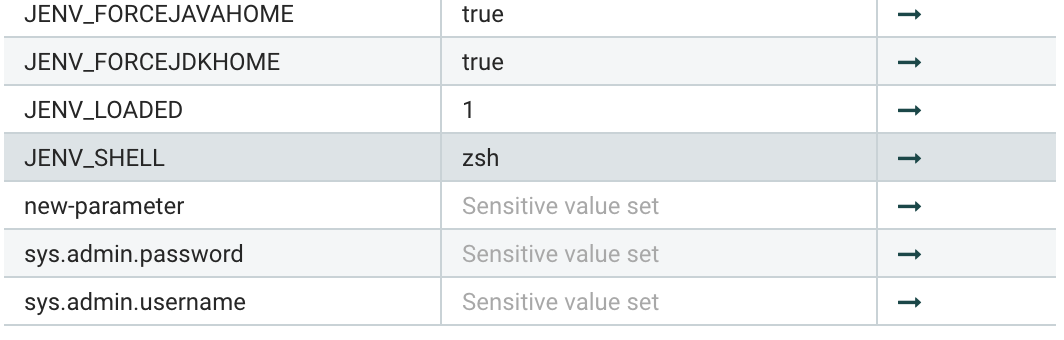 JENV_FORCEJAVAHOME true
JENV_FORCEJDKHOME true
JENV_LOADED 1
JENV_SHELL zsh
new-parameter Sensitive value set
sys.admin.password Sensitive value set
sys.admin.username Sensitive value set